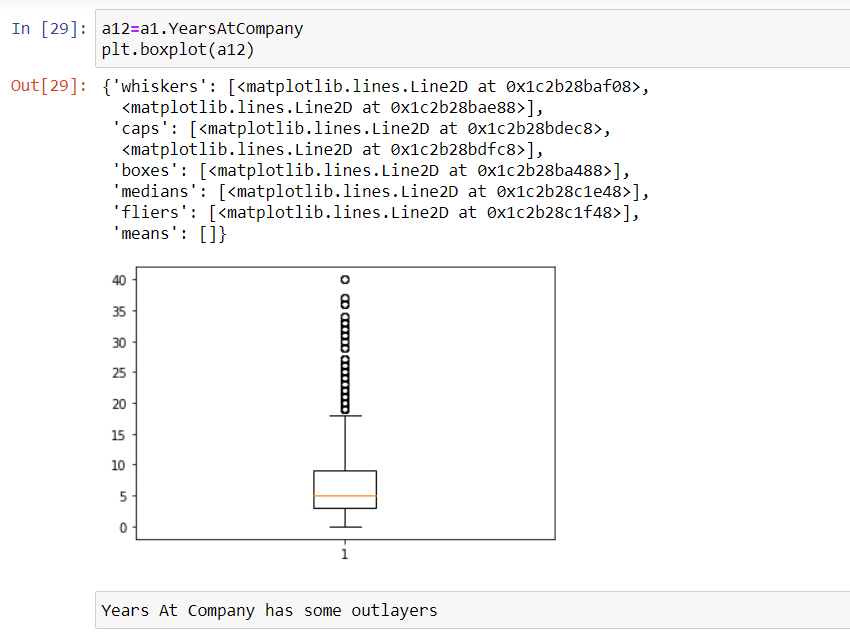 In [29]: a12=a1.YearsAtCompany
plt.boxplot(a12)
Out[29]: {'whiskers': [<matplotlib.lines.Line2D at 0x1c2b28baf08>,
<matplotlib.lines.Line2D at 0x1c2b28bae88>],
'caps': [<matplotlib.lines.Line2D at 0x1c2b28bdec8>,
<matplotlib.lines.Line2D at 0x1c2b28bdfc8>],
'boxes': [<matplotlib.lines.Line2D at 0x1c2b28ba488>],
'medians': [<matplotlib.lines.Line2D at 0x1c2b28c1e48>],
'fliers': [<matplotlib.lines.Line2D at 0x1c2b28c1f48>],
'means': []}
40
35
30
25
20
15
10
5
0
1
Years At Company has some outlayers